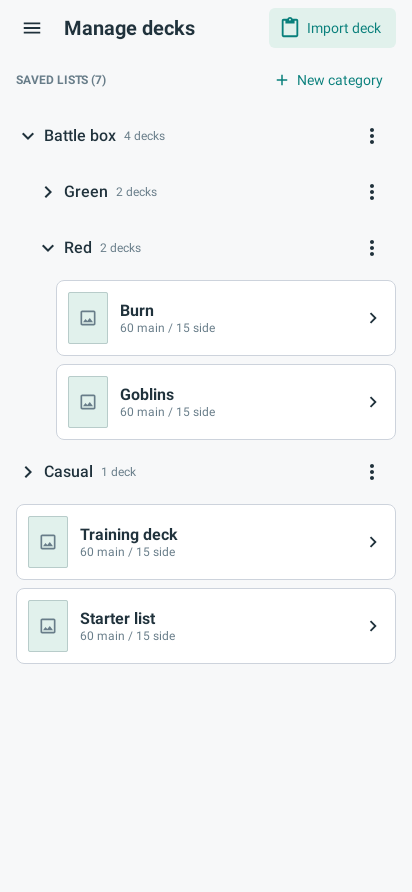 Manage decks
Import deck
SAVED LISTS (7)
New category
Battle box 4 decks
Green 2 decks
Red 2 decks
Burn
60 main / 15 side
Goblins
60 main / 15 side
Casual 1 deck
Training deck
60 main / 15 side
Starter list
60 main / 15 side